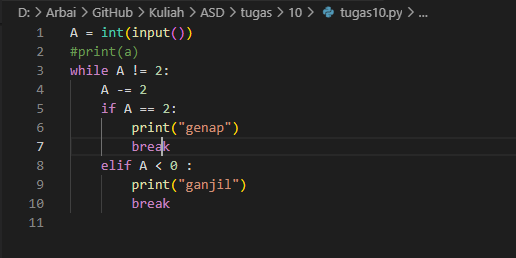 D: > Arbai > GitHub > Kuliah > ASD > tugas > 10 > tugas10.py > ...
1 A = int(input())
2 #print(a)
3 while A != 2:
4     A -= 2
5     if A == 2:
6         print("genap")
7         break
8     elif A < 0 :
9         print("ganjil")
10         break
11